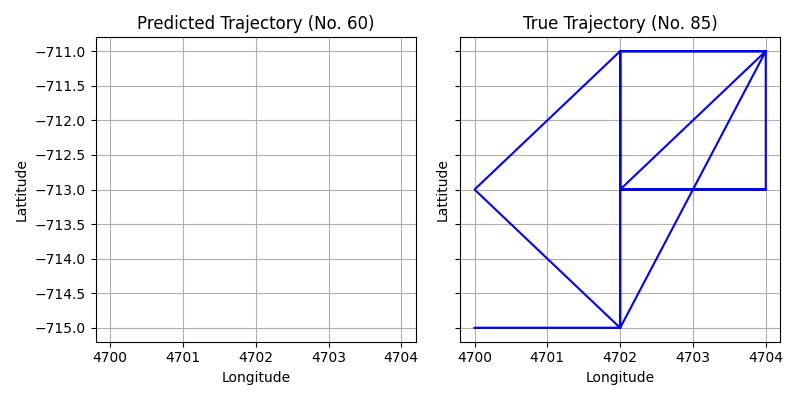 Predicted Trajectory (No. 60)
−711.0
−711.5
−712.0
−712.5
−713.0
−713.5
−714.0
−714.5
−715.0
Lattitude
4700 4701 4702 4703 4704
Longitude
True Trajectory (No. 85)
Lattitude
4700 4701 4702 4703 4704
Longitude